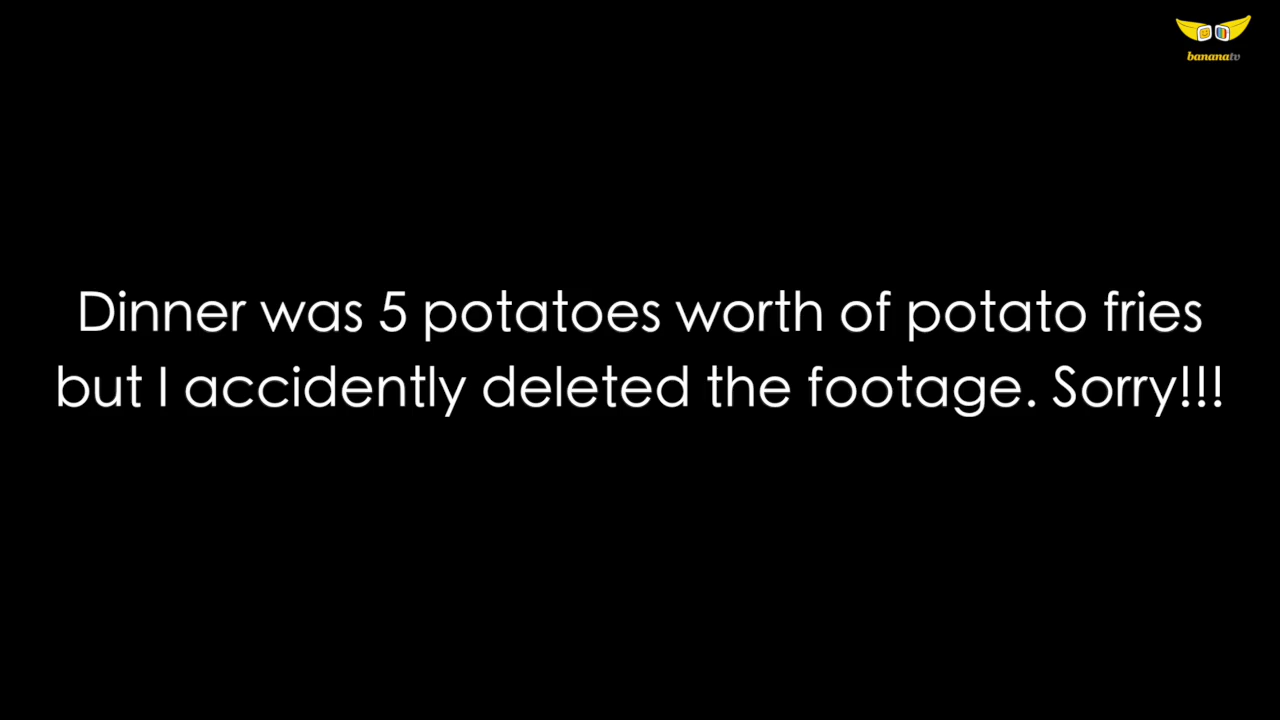 bananatv
Dinner was 5 potatoes worth of potato fries
but I accidently deleted the footage. Sorry!!!